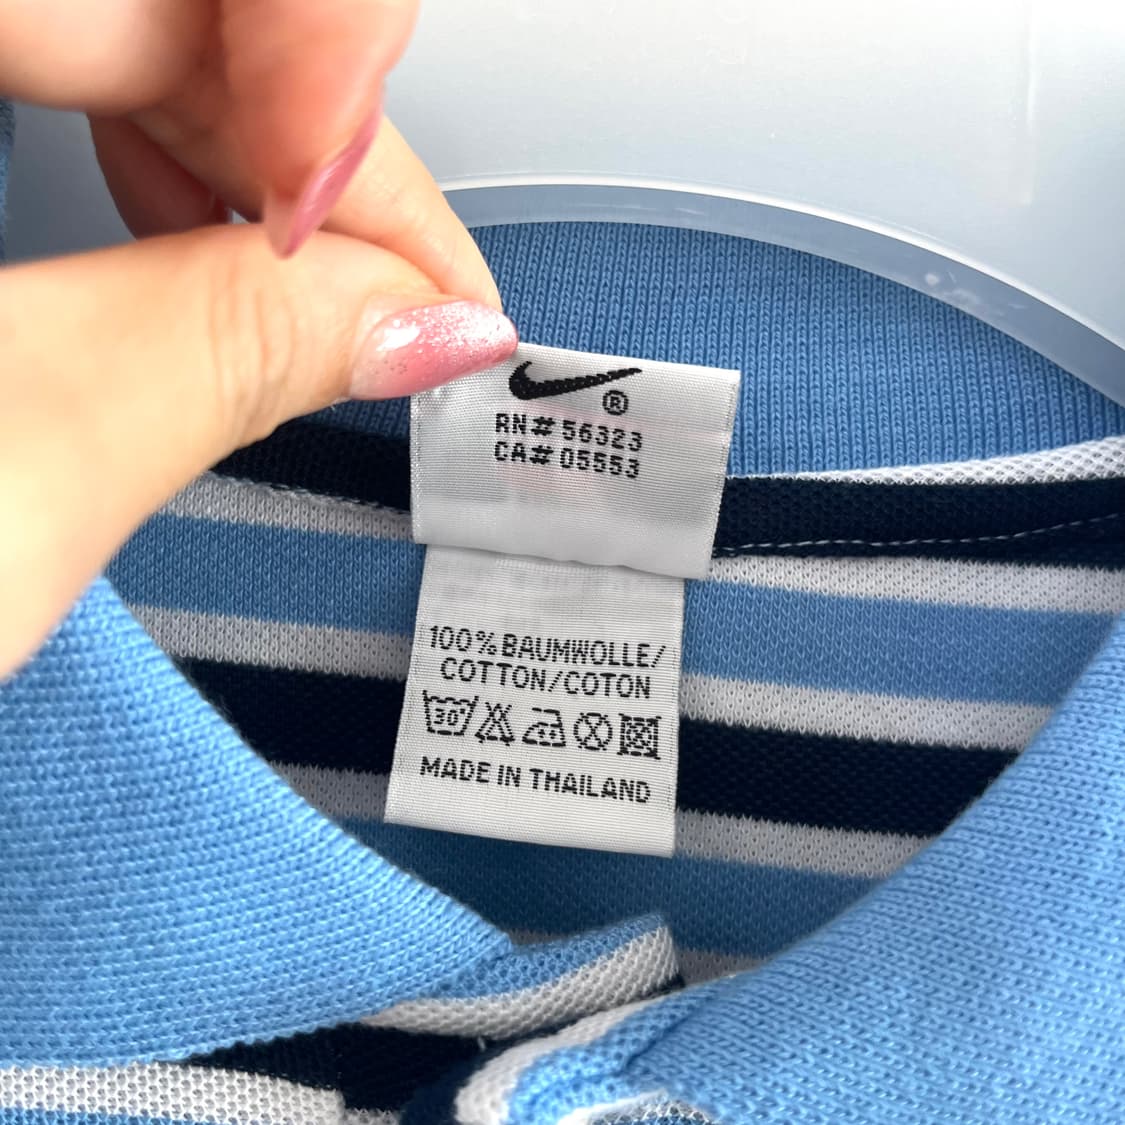 ®
RN# 56323
CA# 05553
100% BAUMWOLLE/
COTTON/COTON
30°
MADE IN THAILAND